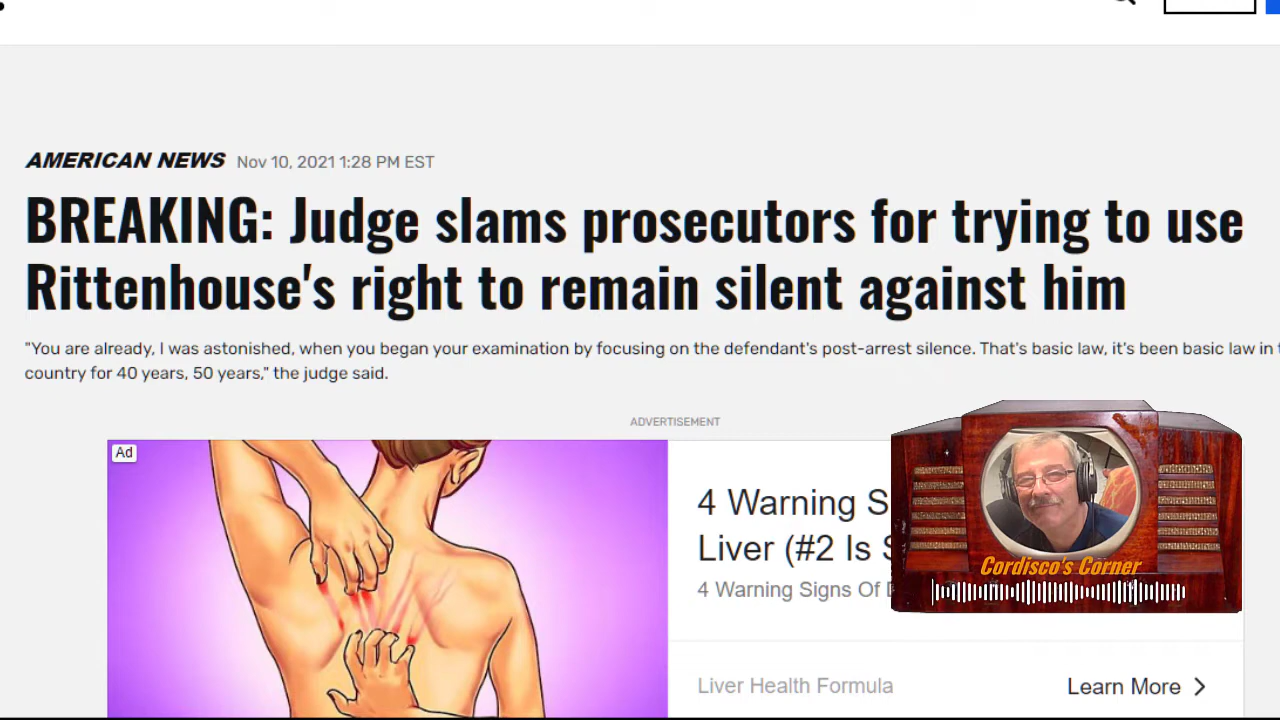 AMERICAN NEWS Nov 10, 2021 1:28 PM EST
BREAKING: Judge slams prosecutors for trying to use
Rittenhouse's right to remain silent against him
"You are already, I was astonished, when you began your examination by focusing on the defendant's post-arrest silence. That's basic law, it's been basic law in
country for 40 years, 50 years," the judge said.
ADVERTISEMENT
Ad
4 Warning S
Liver (#2 Is
4 Warning Signs Of
Cordisco's Corner
Liver Health Formula
Learn More